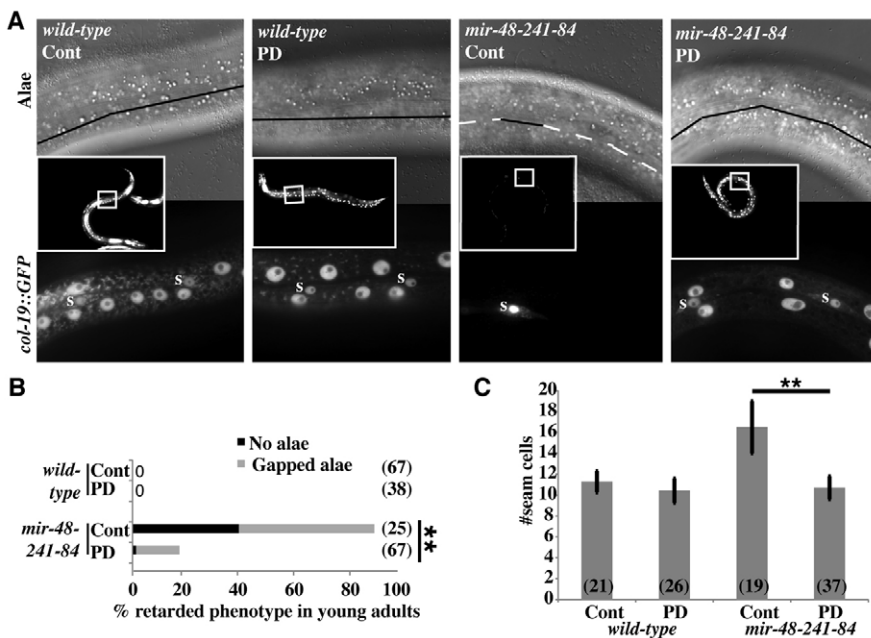 A
wild-type
Cont
wild-type
PD
mir-48-241-84
Cont
mir-48-241-84
PD
Alae
col-19::GFP
s
s
s
s
s
s
s
B
No alae
Gapped alae
wild-
type
Cont
PD
0
0
(67)
(38)
mir-48-
241-84
Cont
PD
(25)
(67)
**
0 20 40 60 80 100
% retarded phenotype in young adults
C
#seam cells
20
18
16
14
12
10
8
6
4
2
0
**
(21) (26) (19) (37)
Cont PD Cont PD
wild-type mir-48-241-84